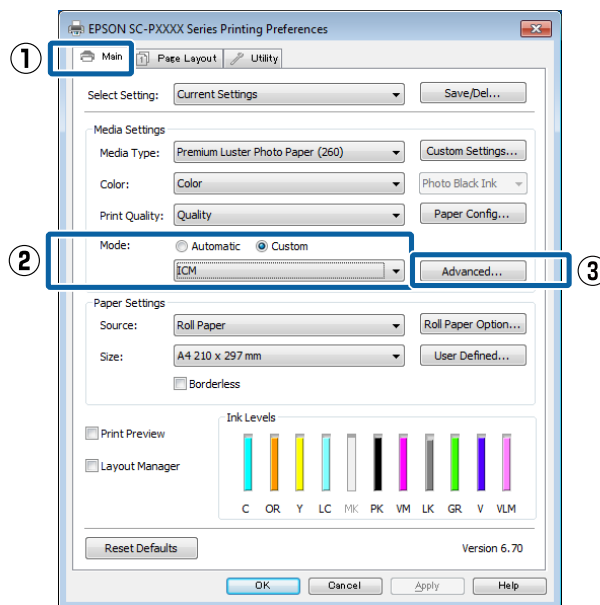 EPSON SC-PXXXX Series Printing Preferences
① Main Page Layout Utility
Select Setting: Current Settings Save/Del...
Media Settings
Media Type: Premium Luster Photo Paper (260) Custom Settings...
Color: Color Photo Black Ink
Print Quality: Quality Paper Config...
Mode: Automatic Custom
② ICM Advanced... ③
Paper Settings
Source: Roll Paper Roll Paper Option...
Size: A4 210 x 297 mm User Defined...
Borderless
Ink Levels
Print Preview
Layout Manager
C OR Y LC MK PK VM LK GR V VLM
Reset Defaults Version 6.70
OK Cancel Apply Help